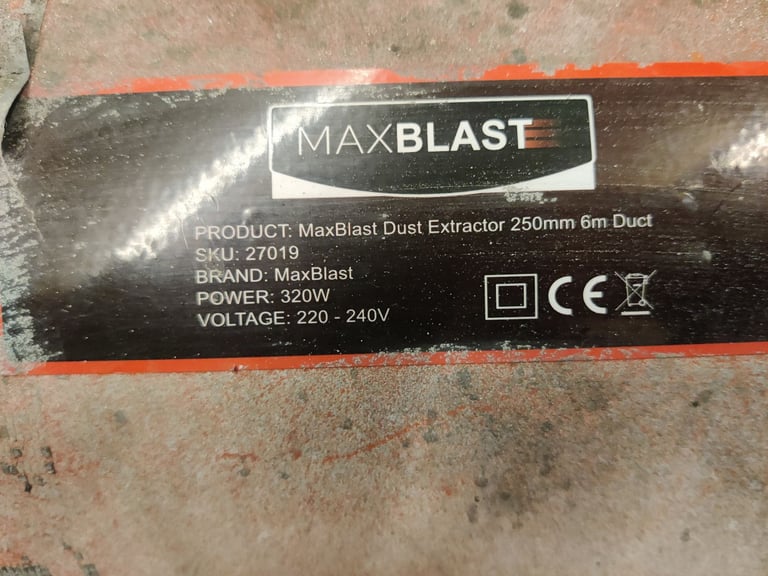 MAXBLAST
PRODUCT: MaxBlast Dust Extractor 250mm 6m Duct
SKU: 27019
BRAND: MaxBlast
POWER: 320W
VOLTAGE: 220 - 240V
CE